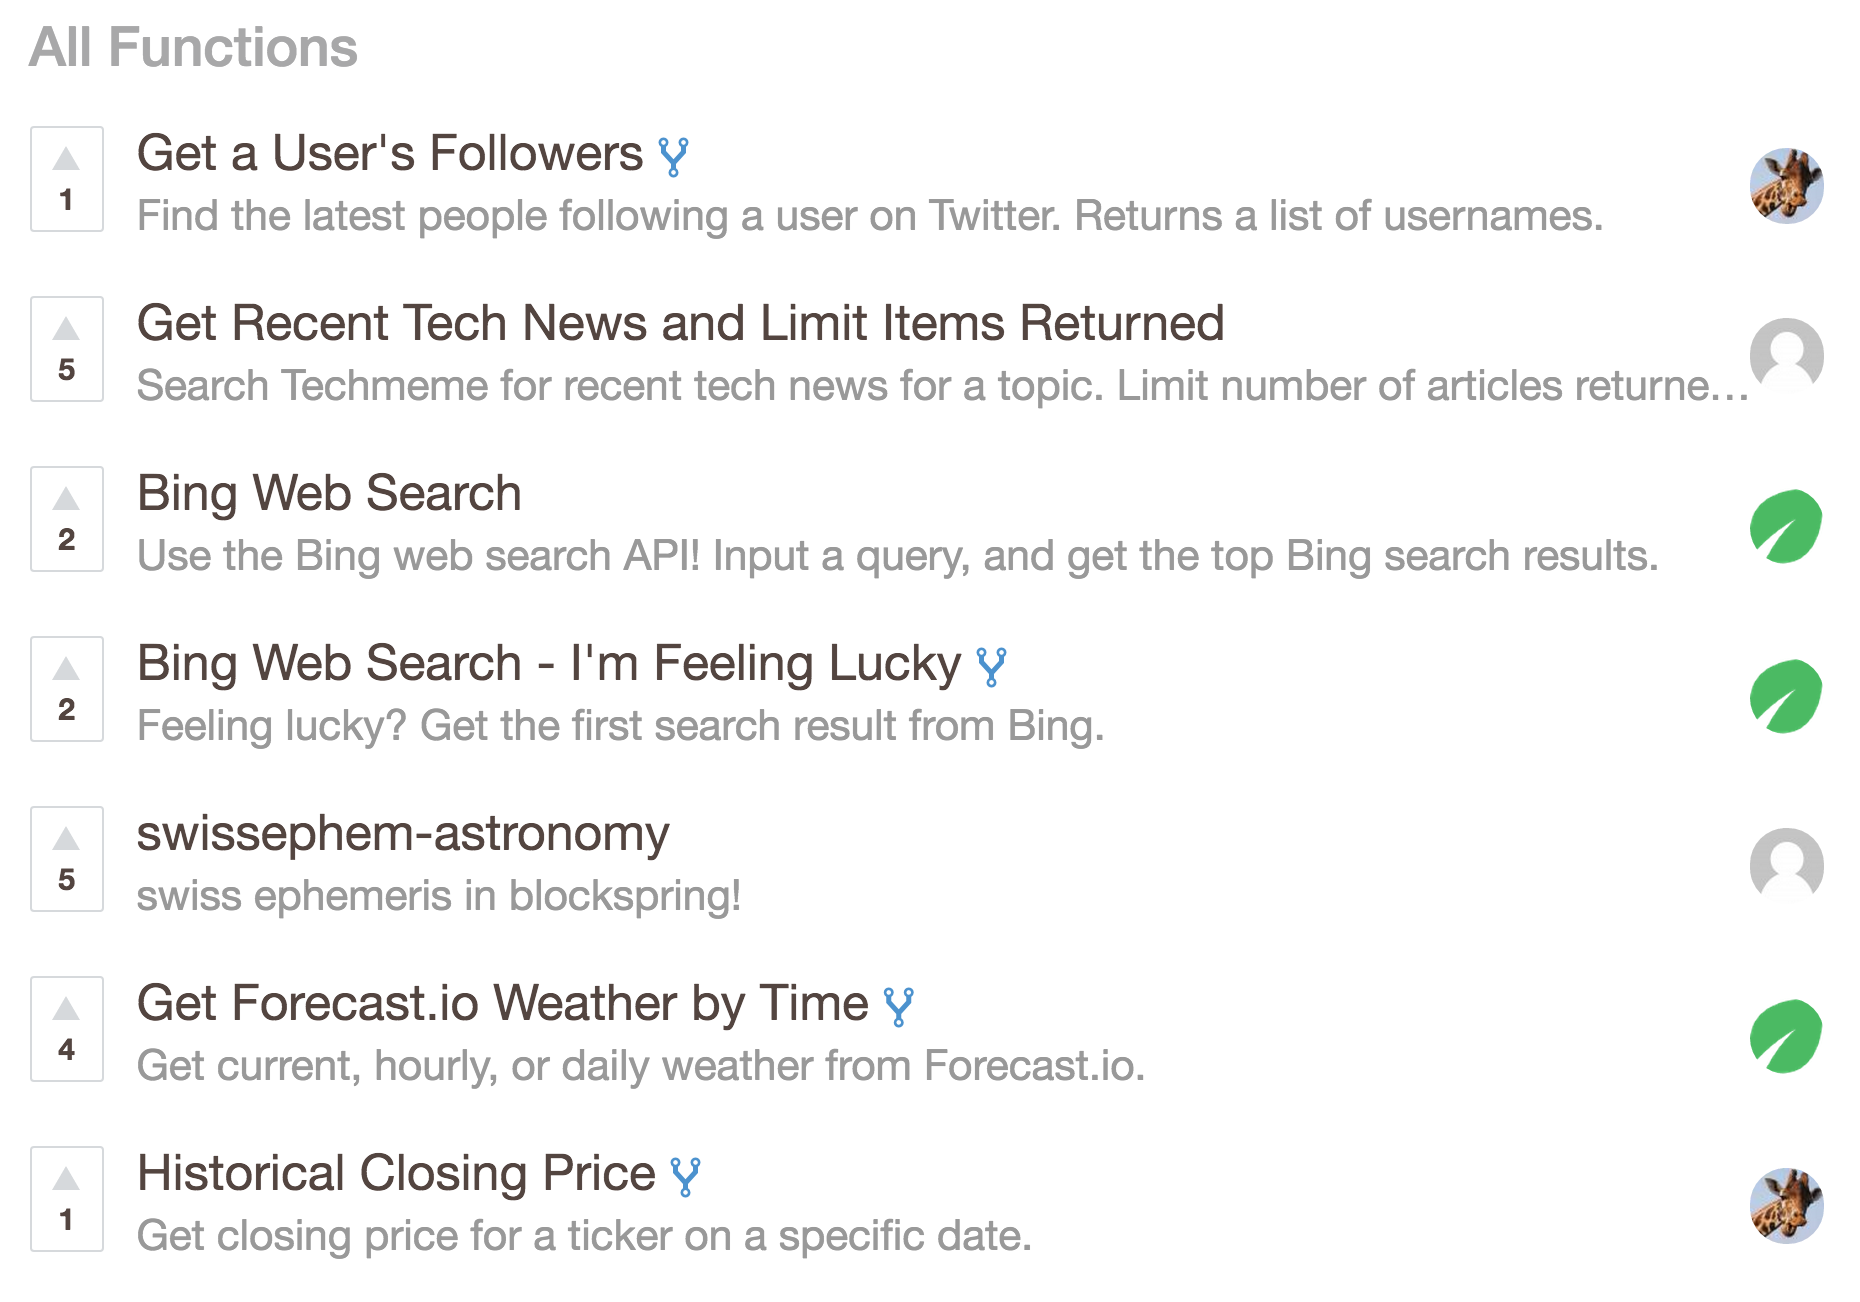 All Functions
Get a User's Followers
1
Find the latest people following a user on Twitter. Returns a list of usernames.
Get Recent Tech News and Limit Items Returned
5
Search Techmeme for recent tech news for a topic. Limit number of articles returne...
Bing Web Search
2
Use the Bing web search API! Input a query, and get the top Bing search results.
Bing Web Search - I'm Feeling Lucky
2
Feeling lucky? Get the first search result from Bing.
swissephem-astronomy
5
swiss ephemeris in blockspring!
Get Forecast.io Weather by Time
4
Get current, hourly, or daily weather from Forecast.io.
Historical Closing Price
1
Get closing price for a ticker on a specific date.